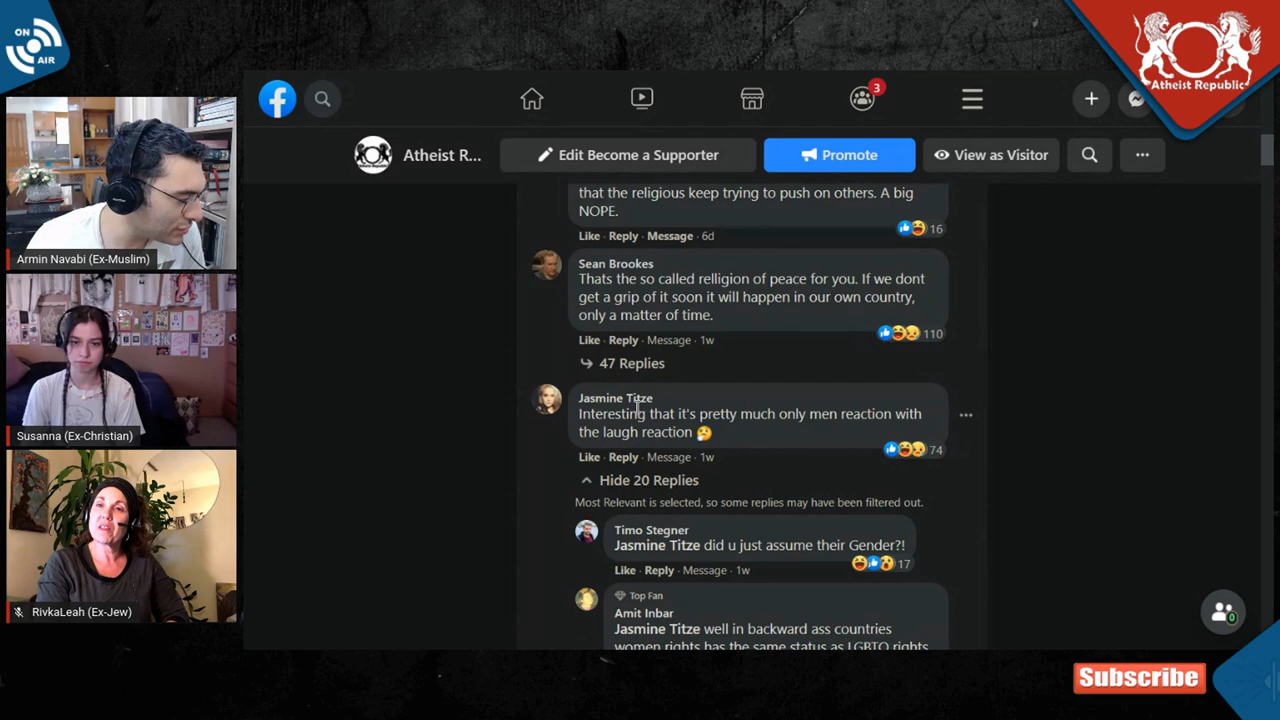 ON
AIR
Atheist Republic
3
Atheist R...
Edit Become a Supporter
Promote
View as Visitor
that the religious keep trying to push on others. A big
NOPE.
16
Like · Reply · Message · 6d
Sean Brookes
Thats the so called relligion of peace for you. If we dont
get a grip of it soon it will happen in our own country,
only a matter of time.
110
Like · Reply · Message · 1w
47 Replies
Jasmine Titze
Interesting that it's pretty much only men reaction with
the laugh reaction 🤔
74
Like · Reply · Message · 1w
Hide 20 Replies
Most Relevant is selected, so some replies may have been filtered out.
Timo Stegner
Jasmine Titze did u just assume their Gender?!
17
Like · Reply · Message · 1w
Top Fan
Amit Inbar
Jasmine Titze well in backward ass countries
women rights has the same status as LGBTQ rights
0
Armin Navabi (Ex-Muslim)
Susanna (Ex-Christian)
RivkaLeah (Ex-Jew)
Subscribe